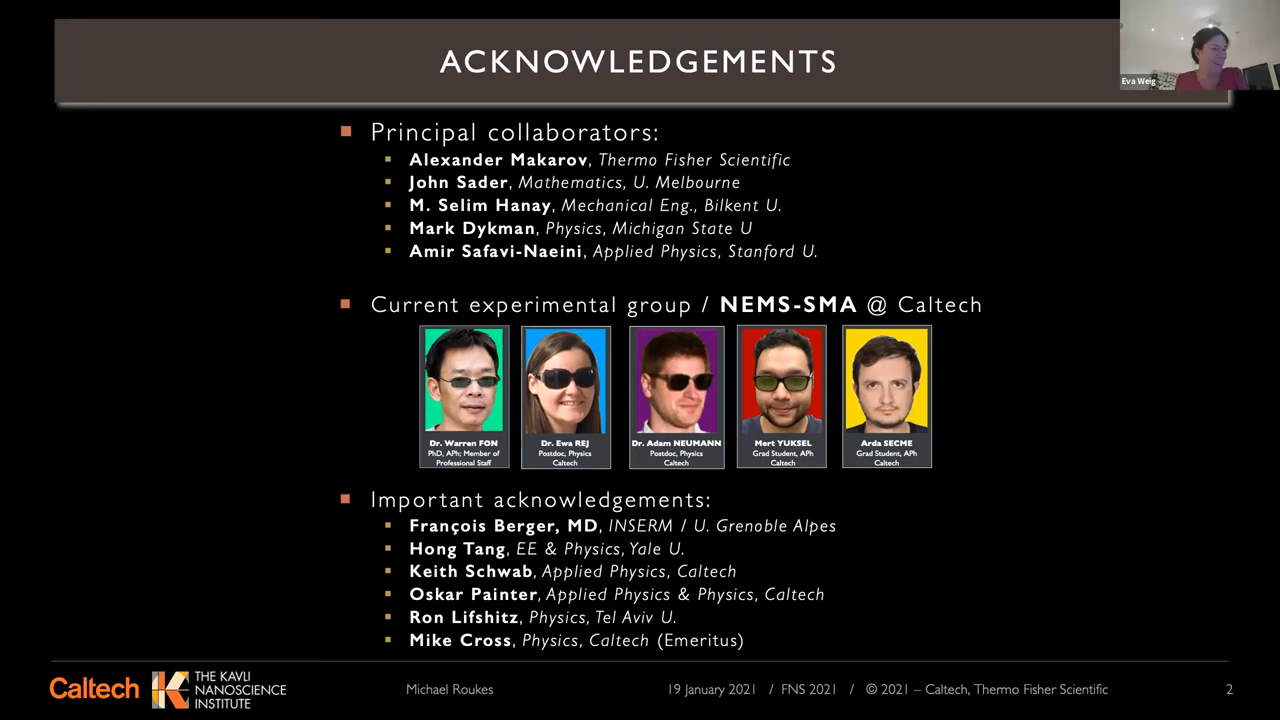 ACKNOWLEDGEMENTS
Eva Weig
Principal collaborators:
Alexander Makarov, Thermo Fisher Scientific
John Sader, Mathematics, U. Melbourne
M. Selim Hanay, Mechanical Eng., Bilkent U.
Mark Dykman, Physics, Michigan State U
Amir Safavi-Naeini, Applied Physics, Stanford U.
Current experimental group / NEMS-SMA @ Caltech
Dr. Warren FON
PhD, APh; Member of
Professional Staff
Dr. Ewa REJ
Postdoc, Physics
Caltech
Dr. Adam NEUMANN
Postdoc, Physics
Caltech
Mert YUKSEL
Grad Student, APh
Caltech
Arda SECME
Grad Student, APh
Caltech
Important acknowledgements:
François Berger, MD, INSERM / U. Grenoble Alpes
Hong Tang, EE & Physics, Yale U.
Keith Schwab, Applied Physics, Caltech
Oskar Painter, Applied Physics & Physics, Caltech
Ron Lifshitz, Physics, Tel Aviv U.
Mike Cross, Physics, Caltech (Emeritus)
Caltech
THE KAVLI
NANOSCIENCE
INSTITUTE
Michael Roukes
19 January 2021 / FNS 2021 / © 2021 – Caltech, Thermo Fisher Scientific
2